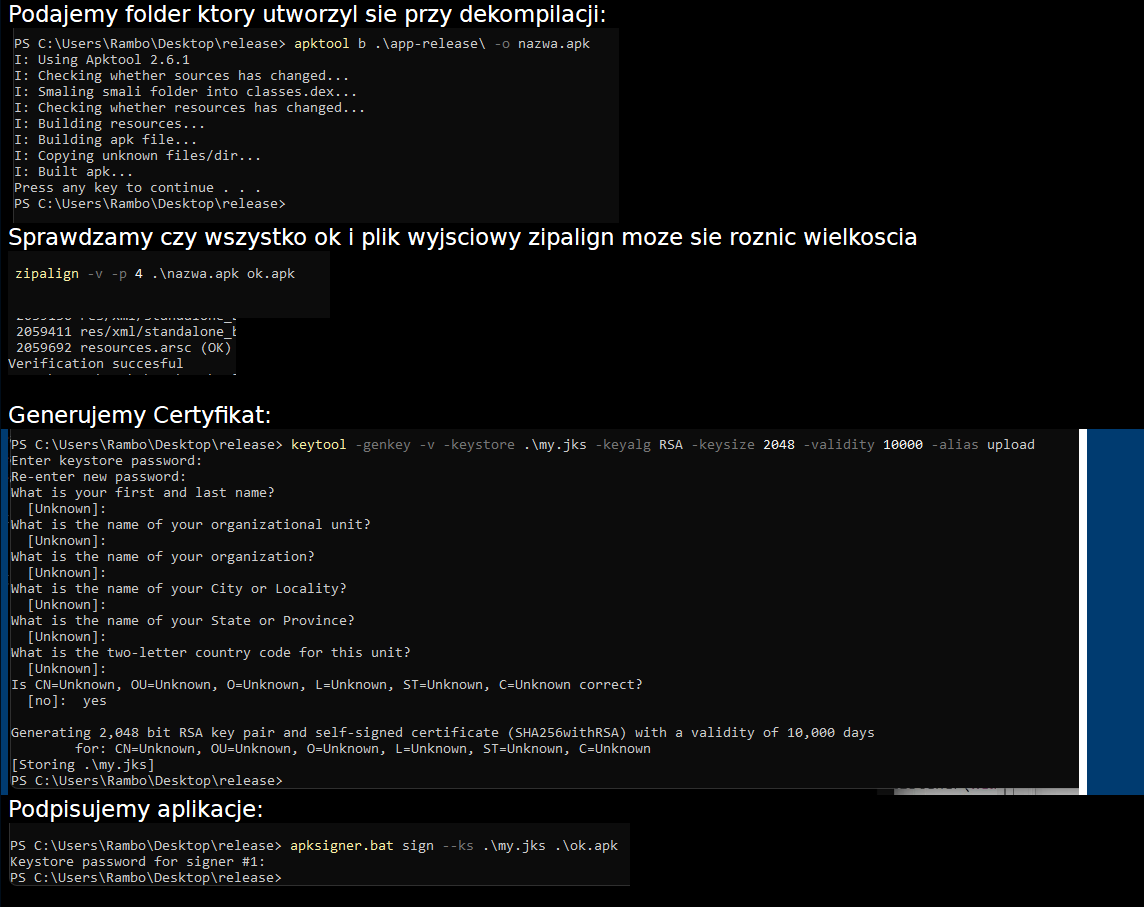 Podajemy folder ktory utworzyl sie przy dekompilacji:
PS C:\Users\Rambo\Desktop\release> apktool b .\app-release\ -o nazwa.apk
I: Using Apktool 2.6.1
I: Checking whether sources has changed...
I: Smaling smali folder into classes.dex...
I: Checking whether resources has changed...
I: Building resources...
I: Building apk file...
I: Copying unknown files/dir...
I: Built apk...
Press any key to continue . . .
PS C:\Users\Rambo\Desktop\release>
Sprawdzamy czy wszystko ok i plik wyjsciowy zipalign moze sie roznic wielkoscia
zipalign -v -p 4 .\nazwa.apk ok.apk
2059411 res/xml/standalone_
2059692 resources.arsc (OK)
Verification succesful
Generujemy Certyfikat:
PS C:\Users\Rambo\Desktop\release> keytool -genkey -v -keystore .\my.jks -keyalg RSA -keysize 2048 -validity 10000 -alias upload
Enter keystore password:
Re-enter new password:
What is your first and last name?
[Unknown]:
What is the name of your organizational unit?
[Unknown]:
What is the name of your organization?
[Unknown]:
What is the name of your City or Locality?
[Unknown]:
What is the name of your State or Province?
[Unknown]:
What is the two-letter country code for this unit?
[Unknown]:
Is CN=Unknown, OU=Unknown, O=Unknown, L=Unknown, ST=Unknown, C=Unknown correct?
[no]: yes
Generating 2,048 bit RSA key pair and self-signed certificate (SHA256withRSA) with a validity of 10,000 days
for: CN=Unknown, OU=Unknown, O=Unknown, L=Unknown, ST=Unknown, C=Unknown
[Storing .\my.jks]
PS C:\Users\Rambo\Desktop\release>
Podpisujemy aplikacje:
PS C:\Users\Rambo\Desktop\release> apksigner.bat sign --ks .\my.jks .\ok.apk
Keystore password for signer #1:
PS C:\Users\Rambo\Desktop\release>